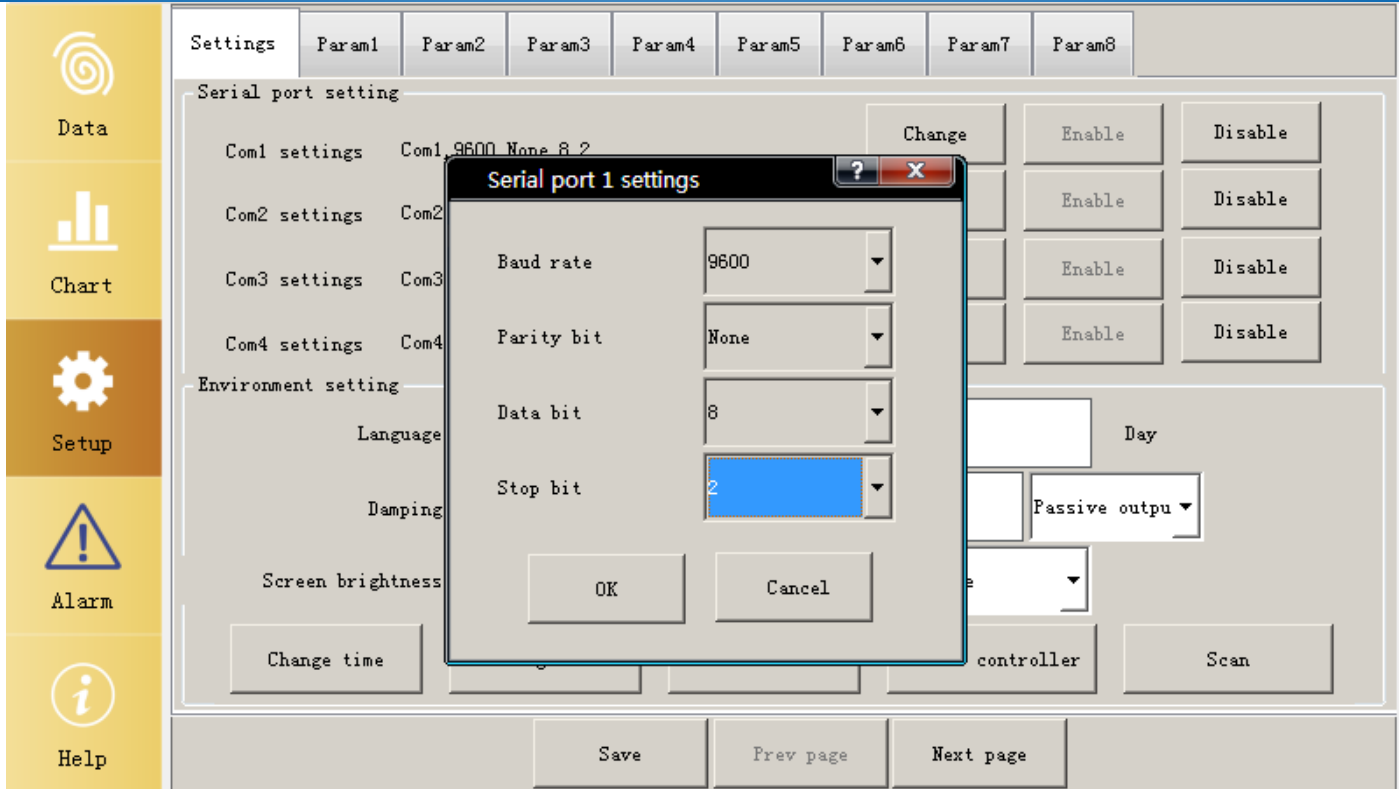 Settings Param1 Param2 Param3 Param4 Param5 Param6 Param7 Param8
Data
Chart
Setup
Alarm
Help
Serial port setting
Com1 settings Com1,9600 None 8 2 Change Enable Disable
Com2 settings Com2 Enable Disable
Com3 settings Com3 Enable Disable
Com4 settings Com4 Enable Disable
Environment setting
Language Day
Damping Passive outpu
Screen brightness
Change time controller Scan
Save Prev page Next page
Serial port 1 settings ? X
Baud rate 9600
Parity bit None
Data bit 8
Stop bit 2
OK Cancel